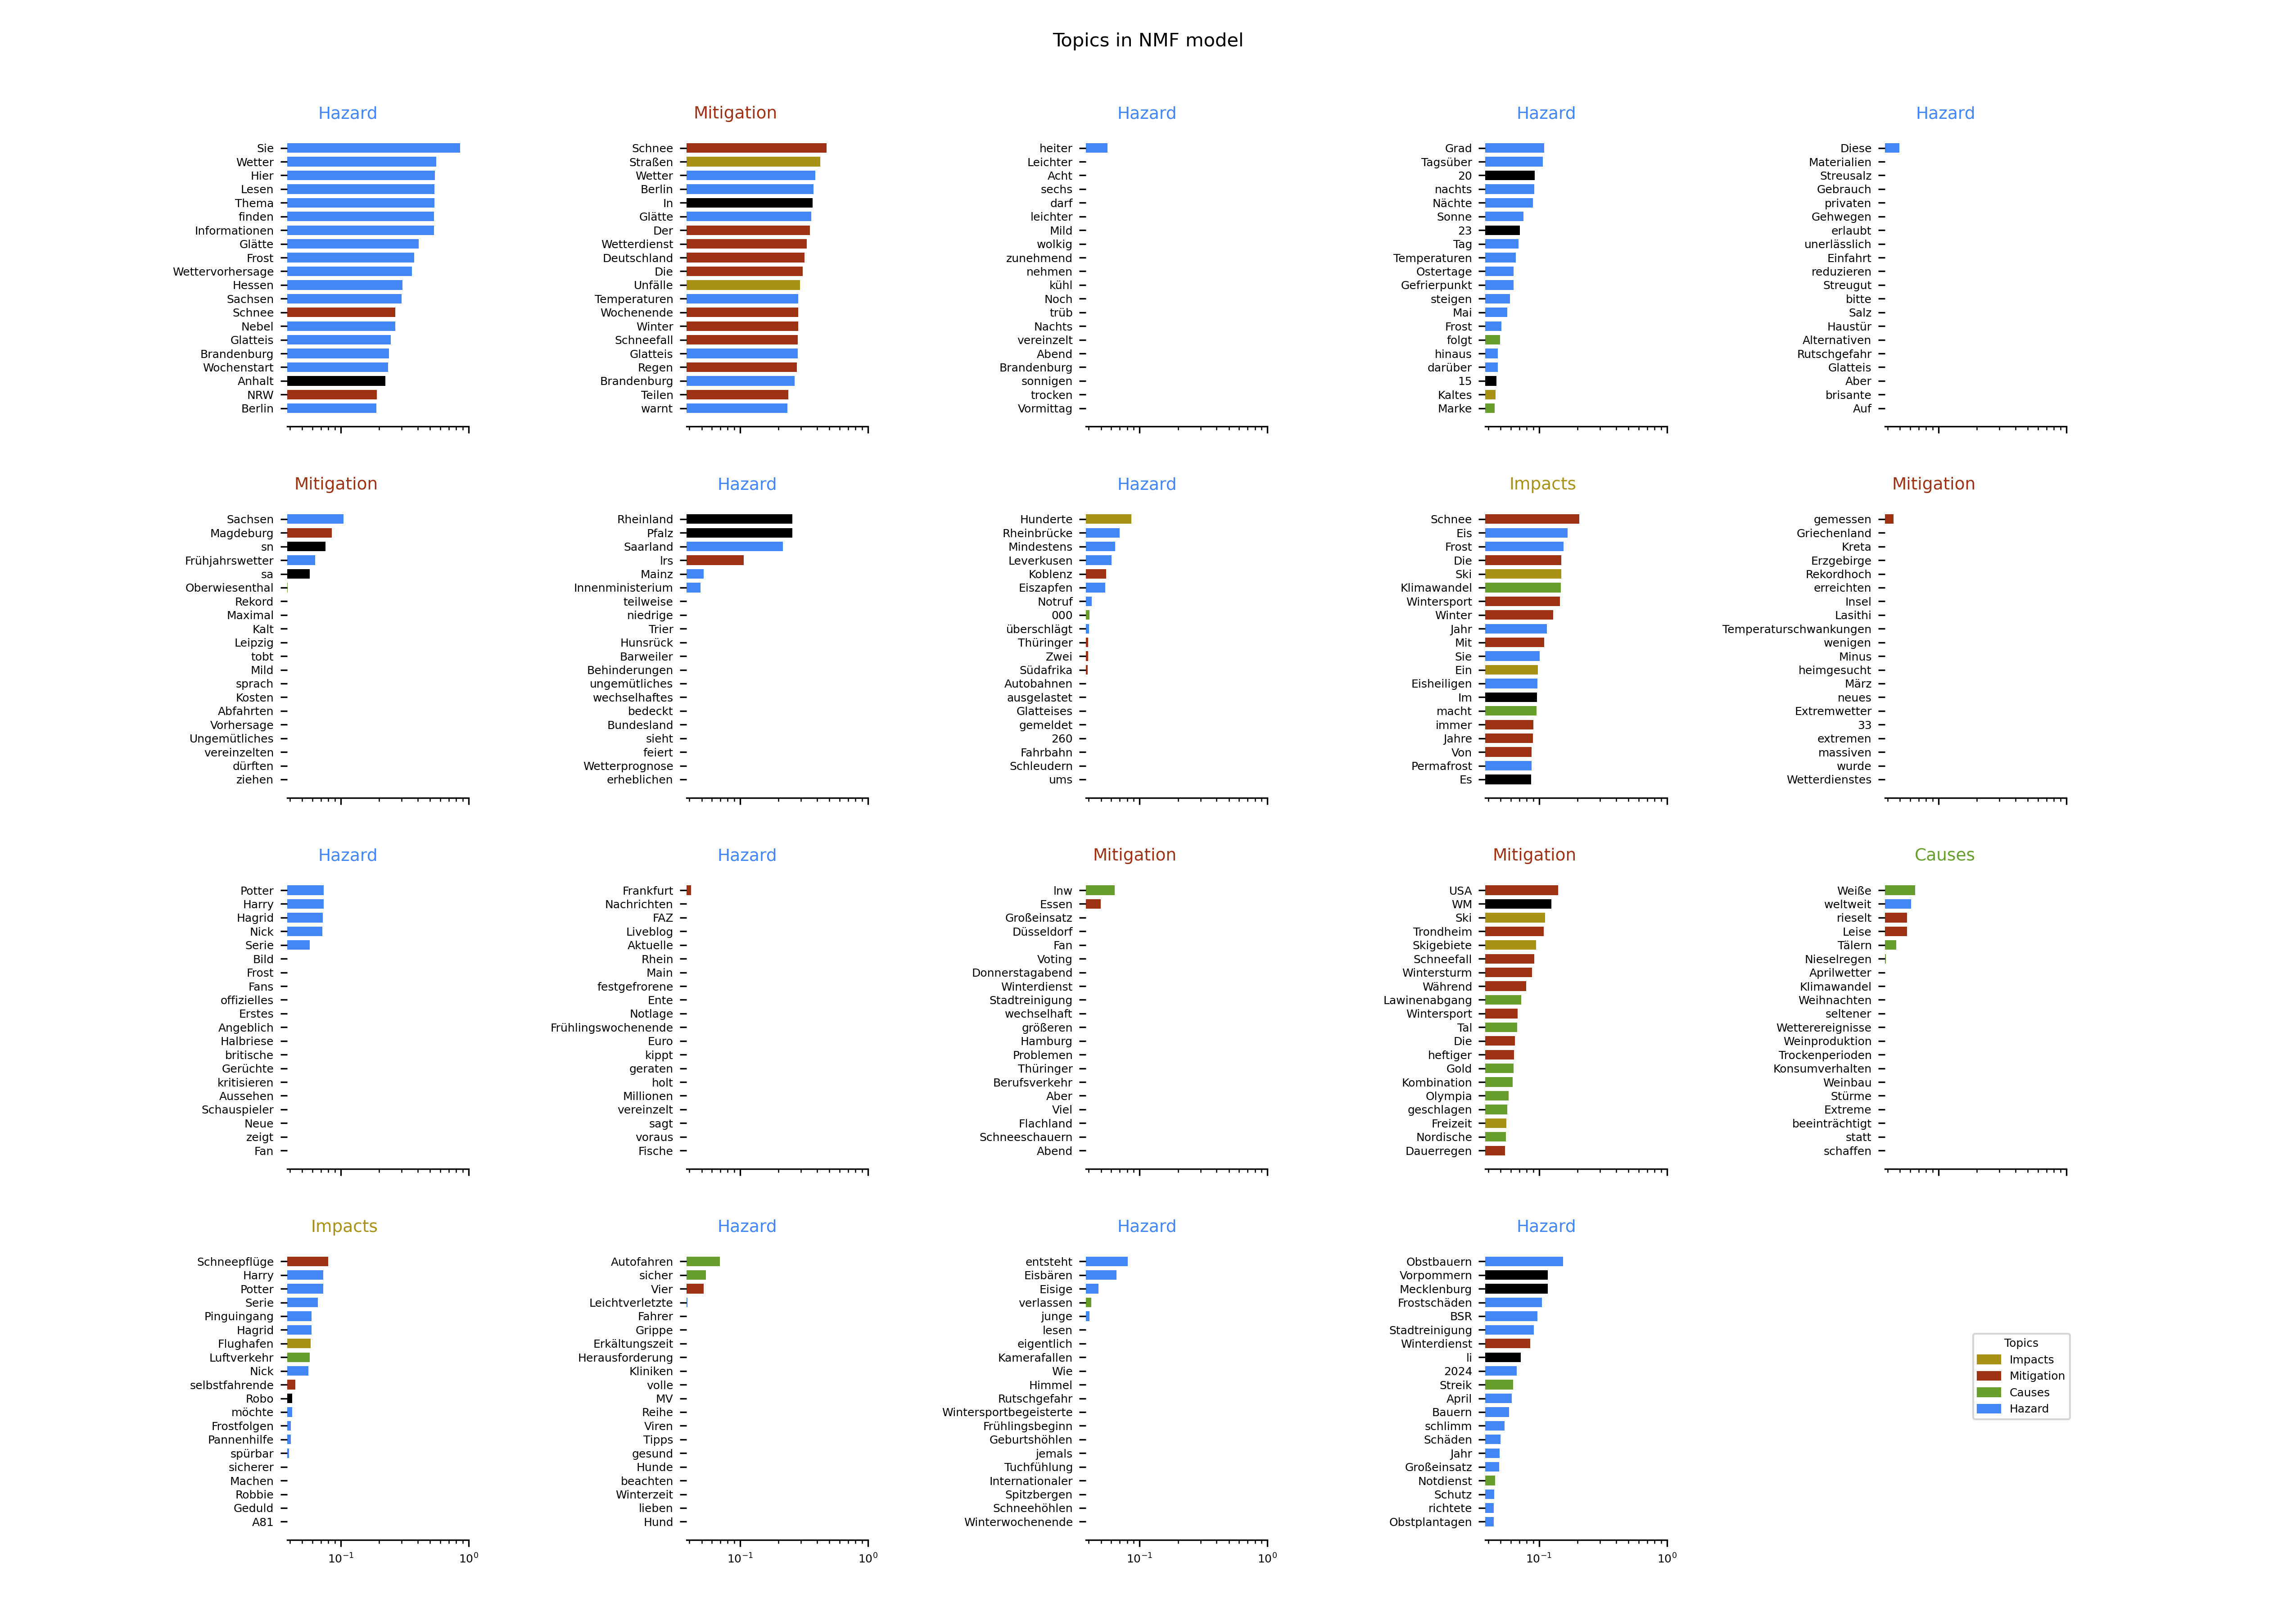 Topics in NMF model
Hazard
Sie
Wetter
Hier
Lesen
Thema
finden
Informationen
Glätte
Frost
Wettervorhersage
Hessen
Sachsen
Schnee
Nebel
Glatteis
Brandenburg
Wochenstart
Anhalt
NRW
Berlin
Mitigation
Schnee
Straßen
Wetter
Berlin
In
Glätte
Der
Wetterdienst
Deutschland
Die
Unfälle
Temperaturen
Wochenende
Winter
Schneefall
Glatteis
Regen
Brandenburg
Teilen
warnt
Hazard
heiter
Leichter
Acht
sechs
darf
leichter
Mild
wolkig
zunehmend
nehmen
kühl
Noch
trüb
Nachts
vereinzelt
Abend
Brandenburg
sonnigen
trocken
Vormittag
Hazard
Grad
Tagsüber
20
nachts
Nächte
Sonne
23
Tag
Temperaturen
Ostertage
Gefrierpunkt
steigen
Mai
Frost
folgt
hinaus
darüber
15
Kaltes
Marke
Hazard
Diese
Materialien
Streusalz
Gebrauch
privaten
Gehwegen
erlaubt
unerlässlich
Einfahrt
reduzieren
Streugut
bitte
Salz
Haustür
Alternativen
Rutschgefahr
Glatteis
Aber
brisante
Auf
Mitigation
Sachsen
Magdeburg
sn
Frühjahrswetter
sa
Oberwiesenthal
Rekord
Maximal
Kalt
Leipzig
tobt
Mild
sprach
Kosten
Abfahrten
Vorhersage
Ungemütliches
vereinzelten
dürften
ziehen
Hazard
Rheinland
Pfalz
Saarland
lrs
Mainz
Innenministerium
teilweise
niedrige
Trier
Hunsrück
Barweiler
Behinderungen
ungemütliches
wechselhaftes
bedeckt
Bundesland
sieht
feiert
Wetterprognose
erheblichen
Hazard
Hunderte
Rheinbrücke
Mindestens
Leverkusen
Koblenz
Eiszapfen
Notruf
000
überschlägt
Thüringer
Zwei
Südafrika
Autobahnen
ausgelastet
Glatteises
gemeldet
260
Fahrbahn
Schleudern
ums
Impacts
Schnee
Eis
Frost
Die
Ski
Klimawandel
Wintersport
Winter
Jahr
Mit
Sie
Ein
Eisheiligen
Im
macht
immer
Jahre
Von
Permafrost
Es
Mitigation
gemessen
Griechenland
Kreta
Erzgebirge
Rekordhoch
erreichten
Insel
Lasithi
Temperaturschwankungen
wenigen
Minus
heimgesucht
März
neues
Extremwetter
33
extremen
massiven
wurde
Wetterdienstes
Hazard
Potter
Harry
Hagrid
Nick
Serie
Bild
Frost
Fans
offizielles
Erstes
Angeblich
Halbriese
britische
Gerüchte
kritisieren
Aussehen
Schauspieler
Neue
zeigt
Fan
Hazard
Frankfurt
Nachrichten
FAZ
Liveblog
Aktuelle
Rhein
Main
festgefrorene
Ente
Notlage
Frühlingswochenende
Euro
kippt
geraten
holt
Millionen
vereinzelt
sagt
voraus
Fische
Mitigation
lnw
Essen
Großeinsatz
Düsseldorf
Fan
Voting
Donnerstagabend
Winterdienst
Stadtreinigung
wechselhaft
größeren
Hamburg
Problemen
Thüringer
Berufsverkehr
Aber
Viel
Flachland
Schneeschauern
Abend
Mitigation
USA
WM
Ski
Trondheim
Skigebiete
Schneefall
Wintersturm
Während
Lawinenabgang
Wintersport
Tal
Die
heftiger
Gold
Kombination
Olympia
geschlagen
Freizeit
Nordische
Dauerregen
Causes
Weiße
weltweit
rieselt
Leise
Tälern
Nieselregen
Aprilwetter
Klimawandel
Weihnachten
seltener
Wetterereignisse
Weinproduktion
Trockenperioden
Konsumverhalten
Weinbau
Stürme
Extreme
beeinträchtigt
statt
schaffen
Impacts
Schneepflüge
Harry
Potter
Serie
Pinguingang
Hagrid
Flughafen
Luftverkehr
Nick
selbstfahrende
Robo
möchte
Frostfolgen
Pannenhilfe
spürbar
sicherer
Machen
Robbie
Geduld
A81
10⁻¹ 10⁰
Hazard
Autofahren
sicher
Vier
Leichtverletzte
Fahrer
Grippe
Erkältungszeit
Herausforderung
Kliniken
volle
MV
Reihe
Viren
Tipps
gesund
Hunde
beachten
Winterzeit
lieben
Hund
10⁻¹ 10⁰
Hazard
entsteht
Eisbären
Eisige
verlassen
junge
lesen
eigentlich
Kamerafallen
Wie
Himmel
Rutschgefahr
Wintersportbegeisterte
Frühlingsbeginn
Geburtshöhlen
jemals
Tuchfühlung
Internationaler
Spitzbergen
Schneehöhlen
Winterwochenende
10⁻¹ 10⁰
Hazard
Obstbauern
Vorpommern
Mecklenburg
Frostschäden
BSR
Stadtreinigung
Winterdienst
li
2024
Streik
April
Bauern
schlimm
Schäden
Jahr
Großeinsatz
Notdienst
Schutz
richtete
Obstplantagen
10⁻¹ 10⁰
Topics
Impacts
Mitigation
Causes
Hazard